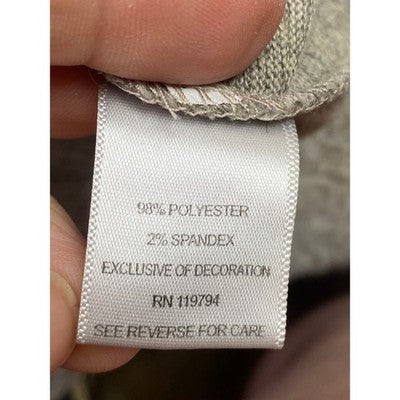 98% POLYESTER
2% SPANDEX
EXCLUSIVE OF DECORATION
RN 119794
SEE REVERSE FOR CARE